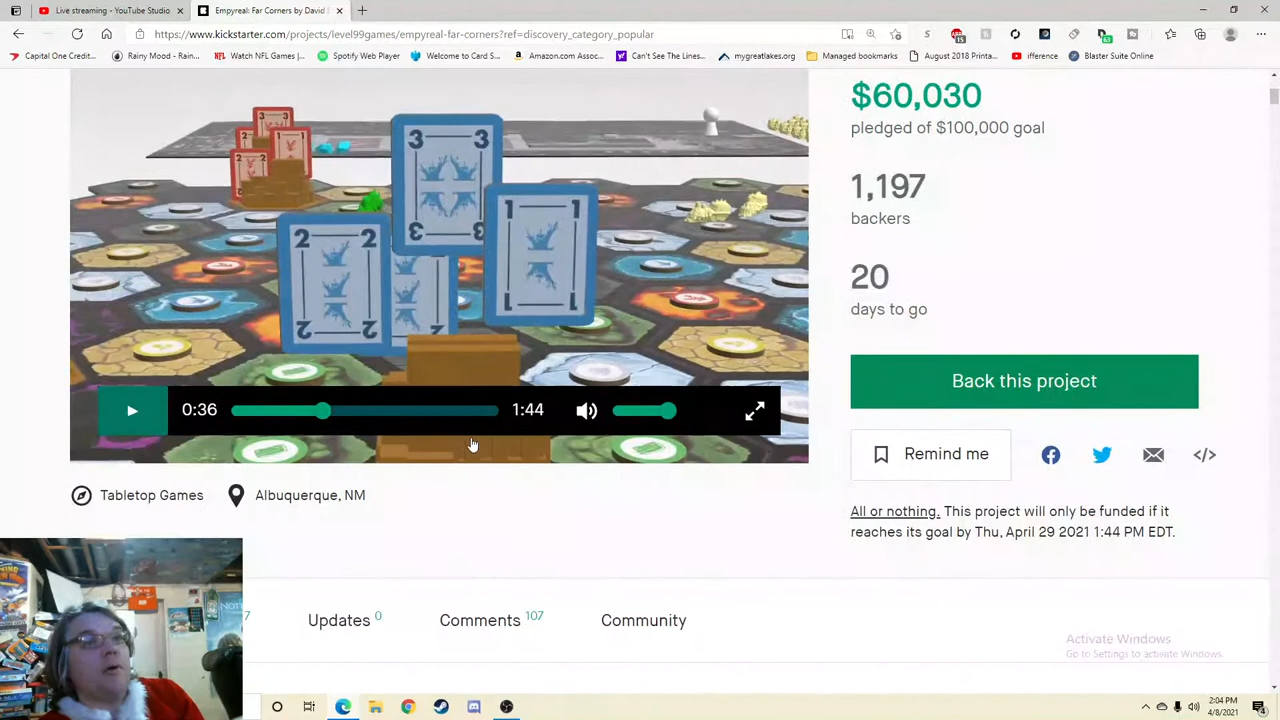 Live streaming - YouTube Studio
Empyreal: Far Corners by David
https://www.kickstarter.com/projects/level99games/empyreal-far-corners?ref=discovery_category_popular
Capital One Credit...
Rainy Mood - Rain...
Watch NFL Games |...
Spotify Web Player
Welcome to Card S...
Amazon.com Assoc...
Can't See The Lines...
mygreatlakes.org
Managed bookmarks
August 2018 Printa...
ifference
Blaster Suite Online
$60,030
pledged of $100,000 goal
1,197
backers
20
days to go
Back this project
Remind me
All or nothing. This project will only be funded if it
reaches its goal by Thu, April 29 2021 1:44 PM EDT.
3 3
1 1
2 2
0:36
1:44
Tabletop Games
Albuquerque, NM
Updates 0
Comments 107
Community
Activate Windows
Go to Settings to activate Windows.
2:04 PM
4/8/2021